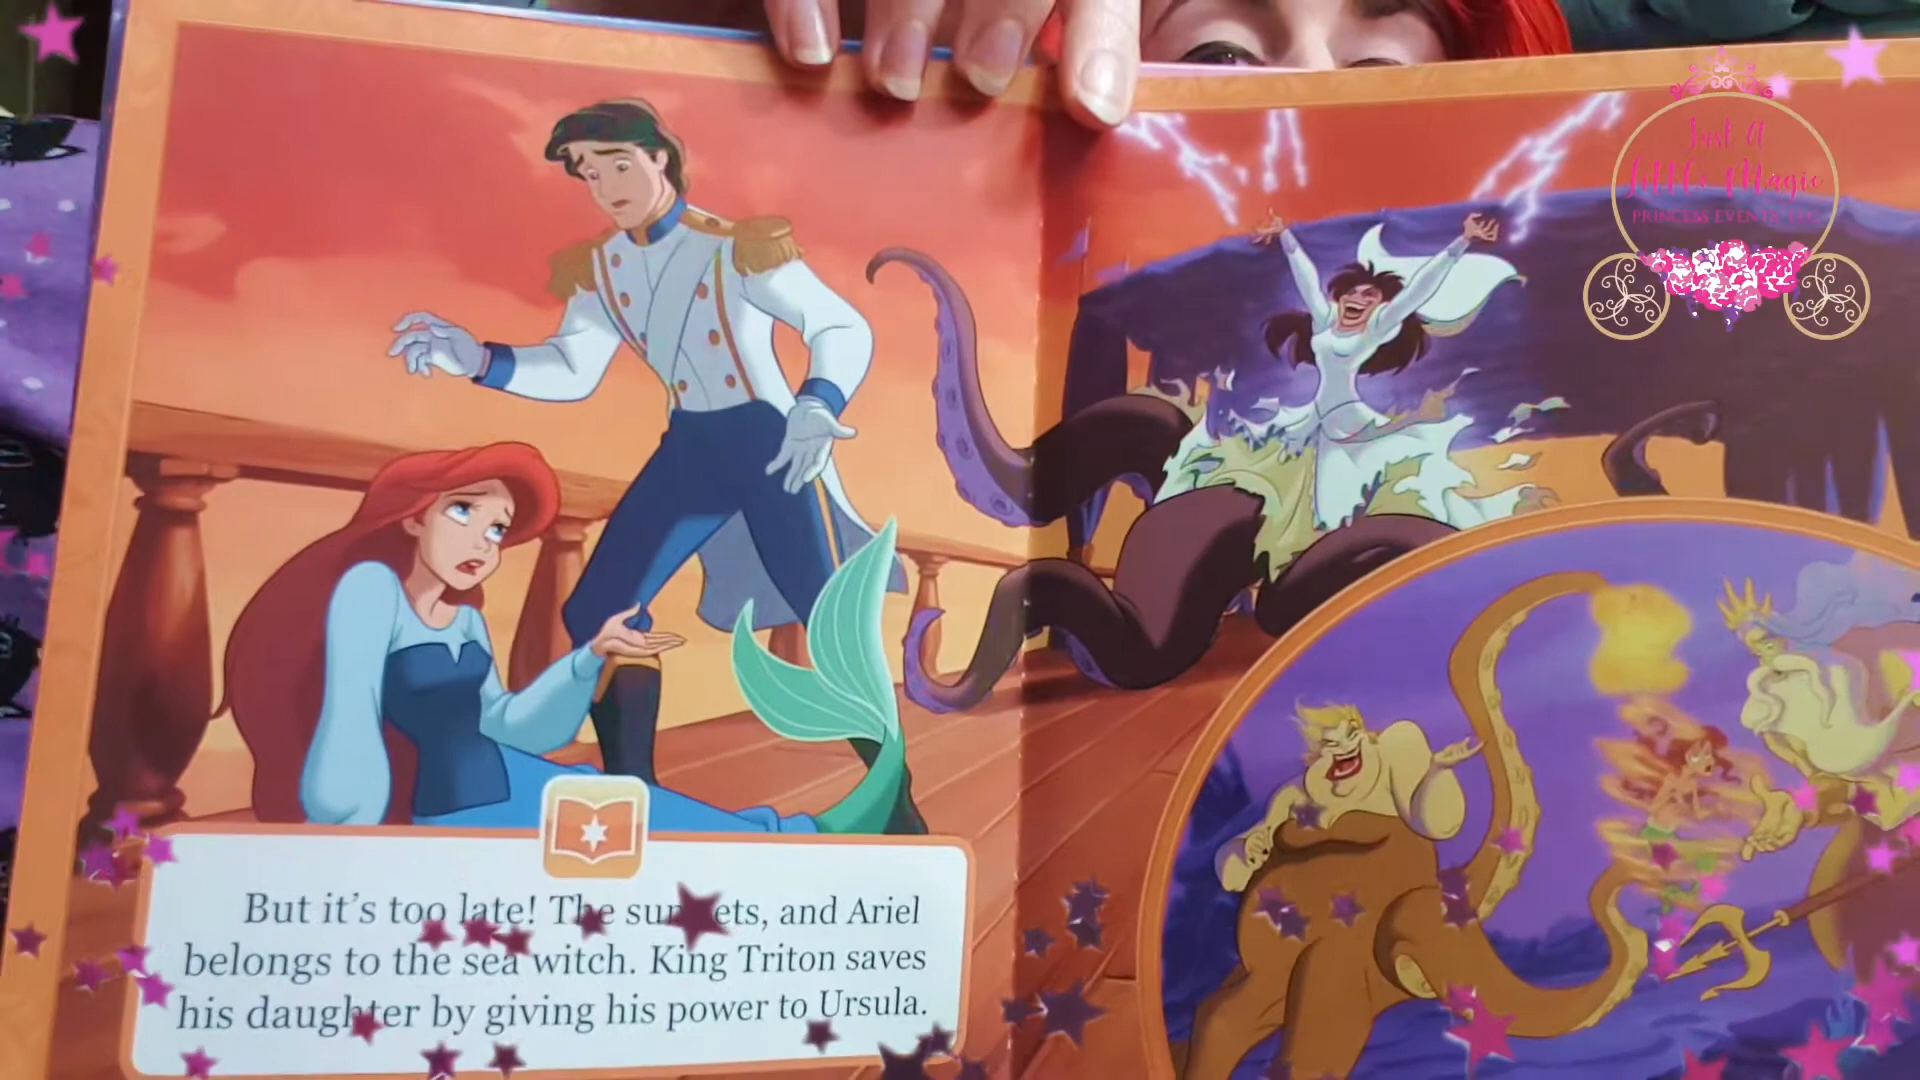 Just A
Little Magic
PRINCESS EVENTS, LLC
But it's too late! The sun sets, and Ariel
belongs to the sea witch. King Triton saves
his daughter by giving his power to Ursula.